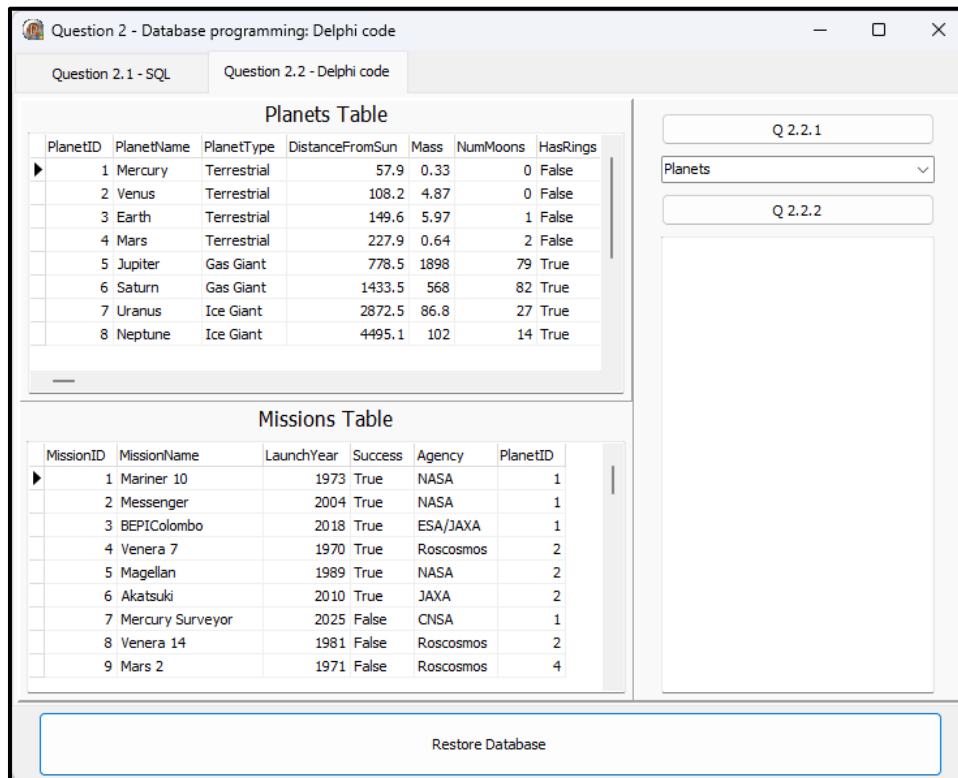 Question 2 - Database programming: Delphi code
Question 2.1 - SQL Question 2.2 - Delphi code
Planets Table
PlanetID PlanetName PlanetType DistanceFromSun Mass NumMoons HasRings
1 Mercury Terrestrial 57.9 0.33 0 False
2 Venus Terrestrial 108.2 4.87 0 False
3 Earth Terrestrial 149.6 5.97 1 False
4 Mars Terrestrial 227.9 0.64 2 False
5 Jupiter Gas Giant 778.5 1898 79 True
6 Saturn Gas Giant 1433.5 568 82 True
7 Uranus Ice Giant 2872.5 86.8 27 True
8 Neptune Ice Giant 4495.1 102 14 True
Missions Table
MissionID MissionName LaunchYear Success Agency PlanetID
1 Mariner 10 1973 True NASA 1
2 Messenger 2004 True NASA 1
3 BEPIColombo 2018 True ESA/JAXA 1
4 Venera 7 1970 True Roscosmos 2
5 Magellan 1989 True NASA 2
6 Akatsuki 2010 True JAXA 2
7 Mercury Surveyor 2025 False CNSA 1
8 Venera 14 1981 False Roscosmos 2
9 Mars 2 1971 False Roscosmos 4
Q 2.2.1
Planets
Q 2.2.2
Restore Database